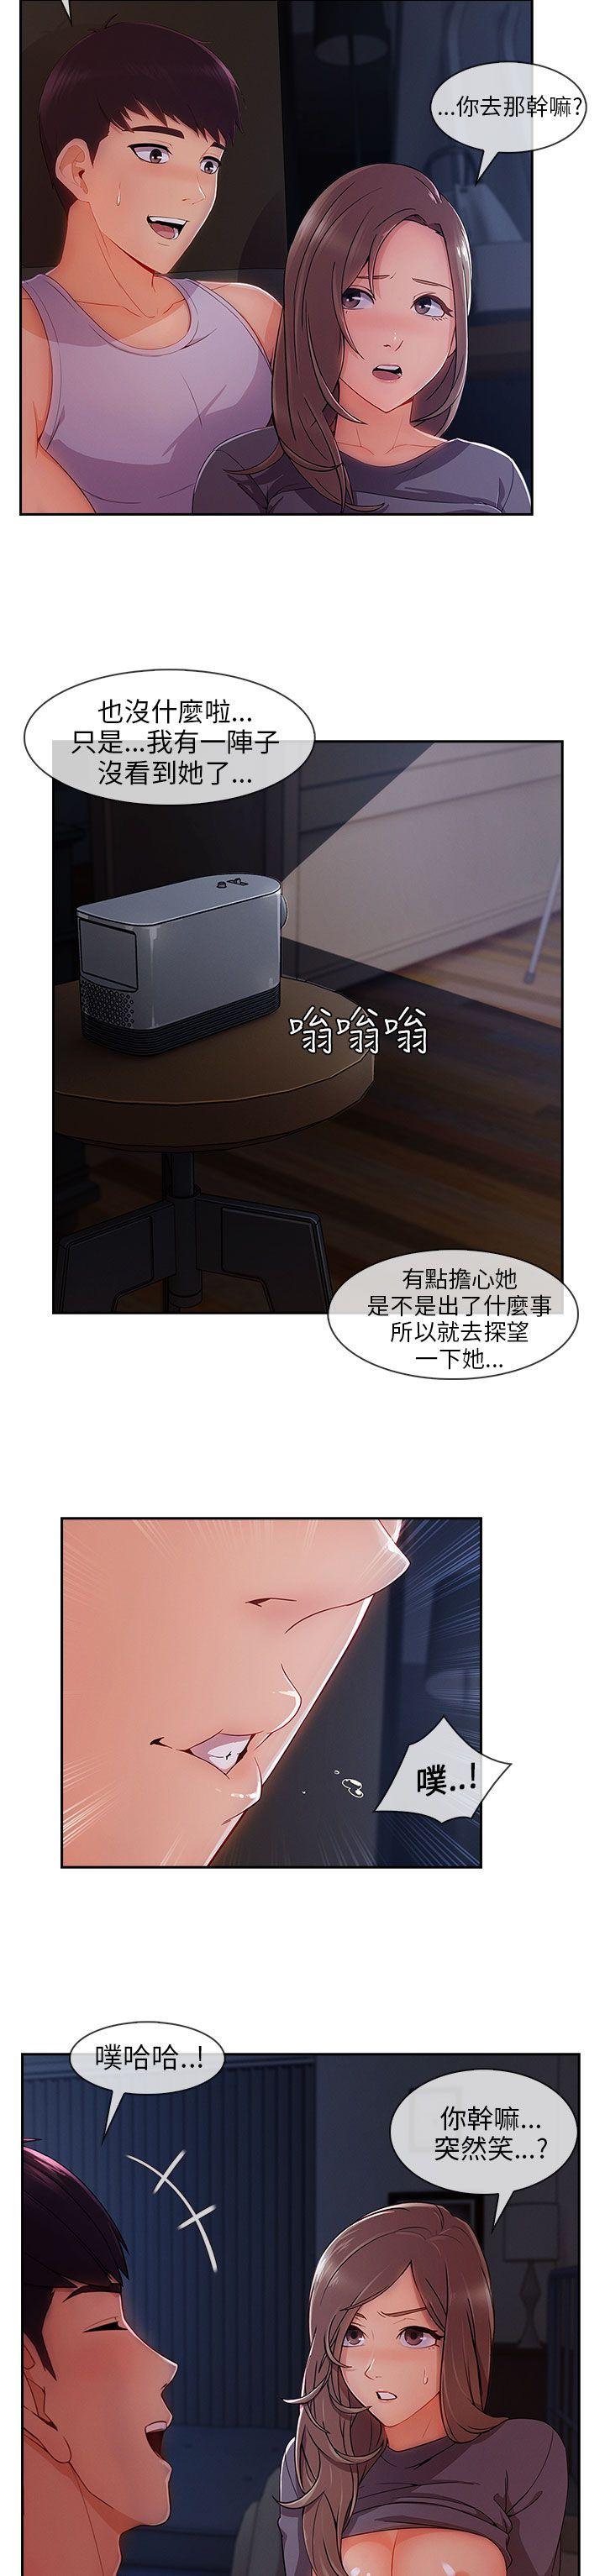 ...你去那幹嘛?
也沒什麼啦...
只是...我有一陣子
沒看到她了...
嗡嗡嗡
有點擔心她
是不是出了什麼事
所以就去探望
一下她...
噗..!
噗哈哈..!
你幹嘛...
突然笑...?